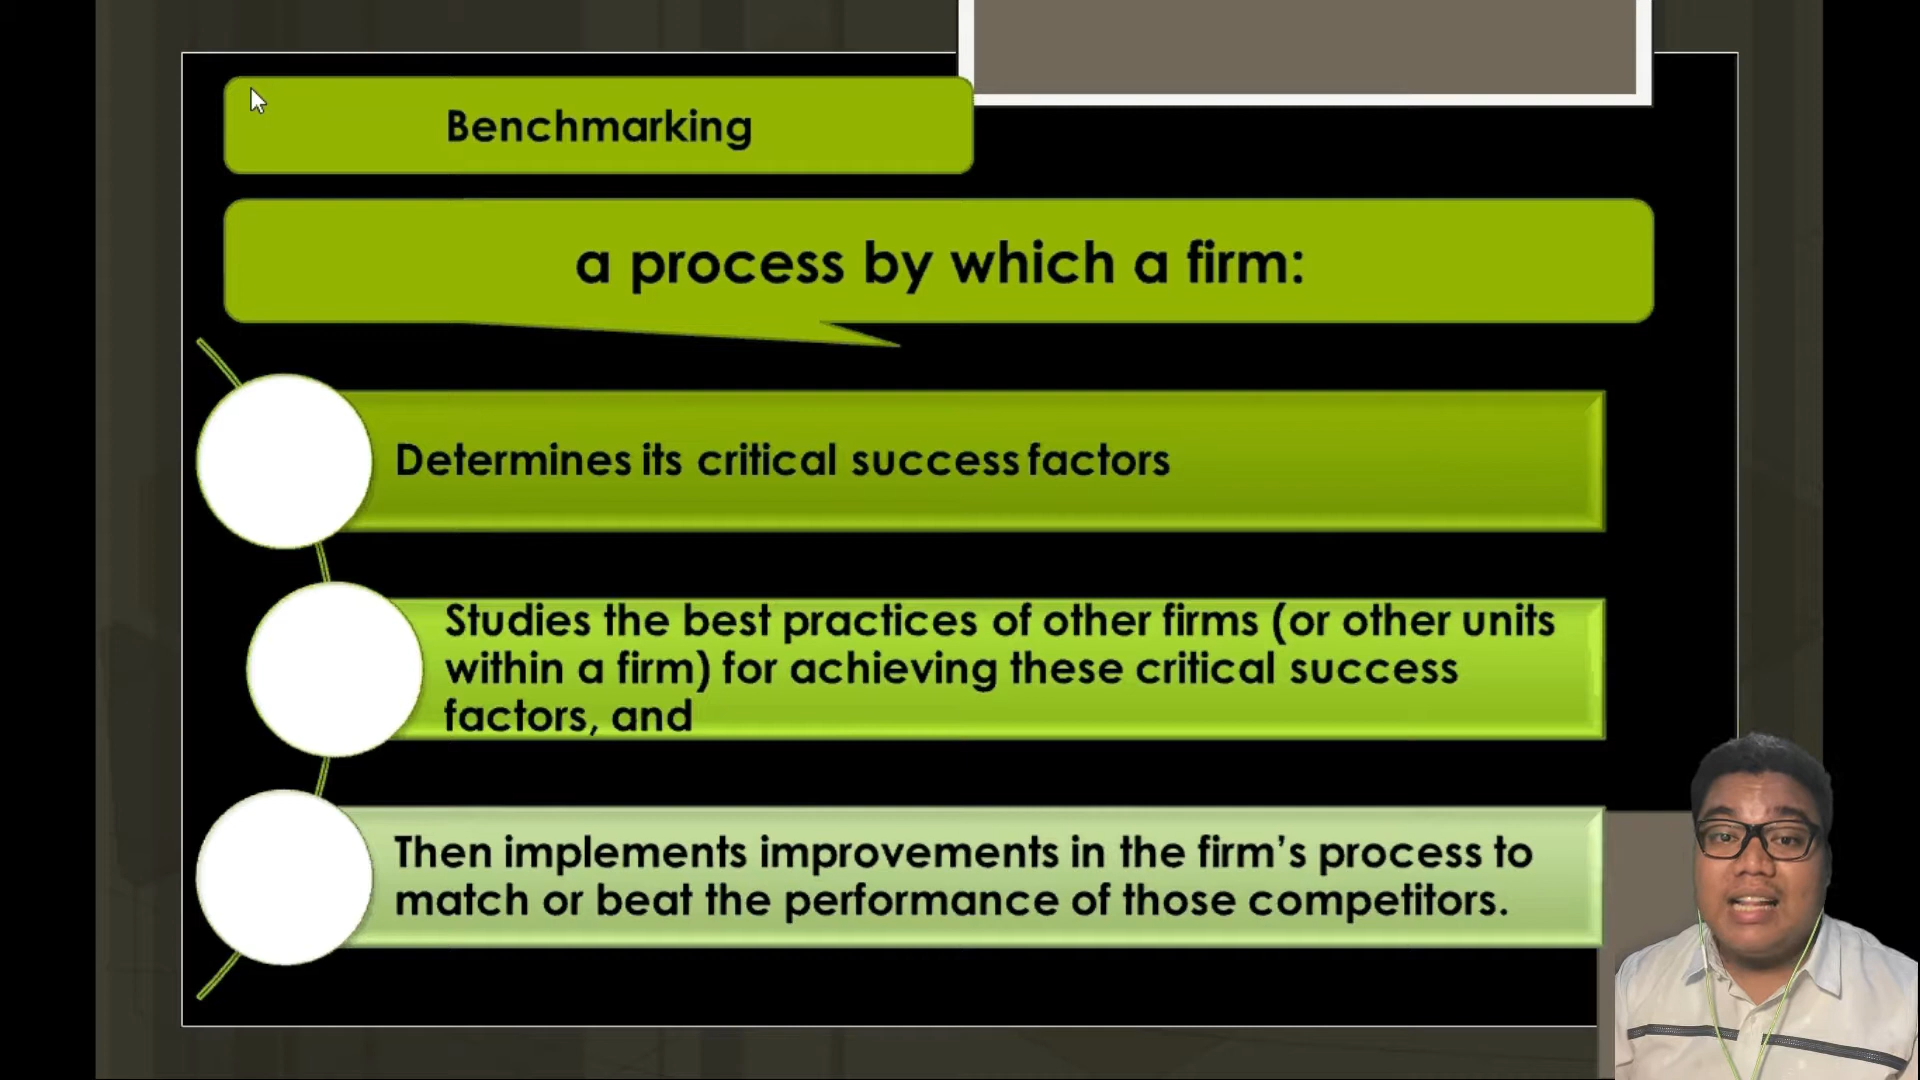 Benchmarking
a process by which a firm:
Determines its critical success factors
Studies the best practices of other firms (or other units
within a firm) for achieving these critical success
factors, and
Then implements improvements in the firm’s process to
match or beat the performance of those competitors.